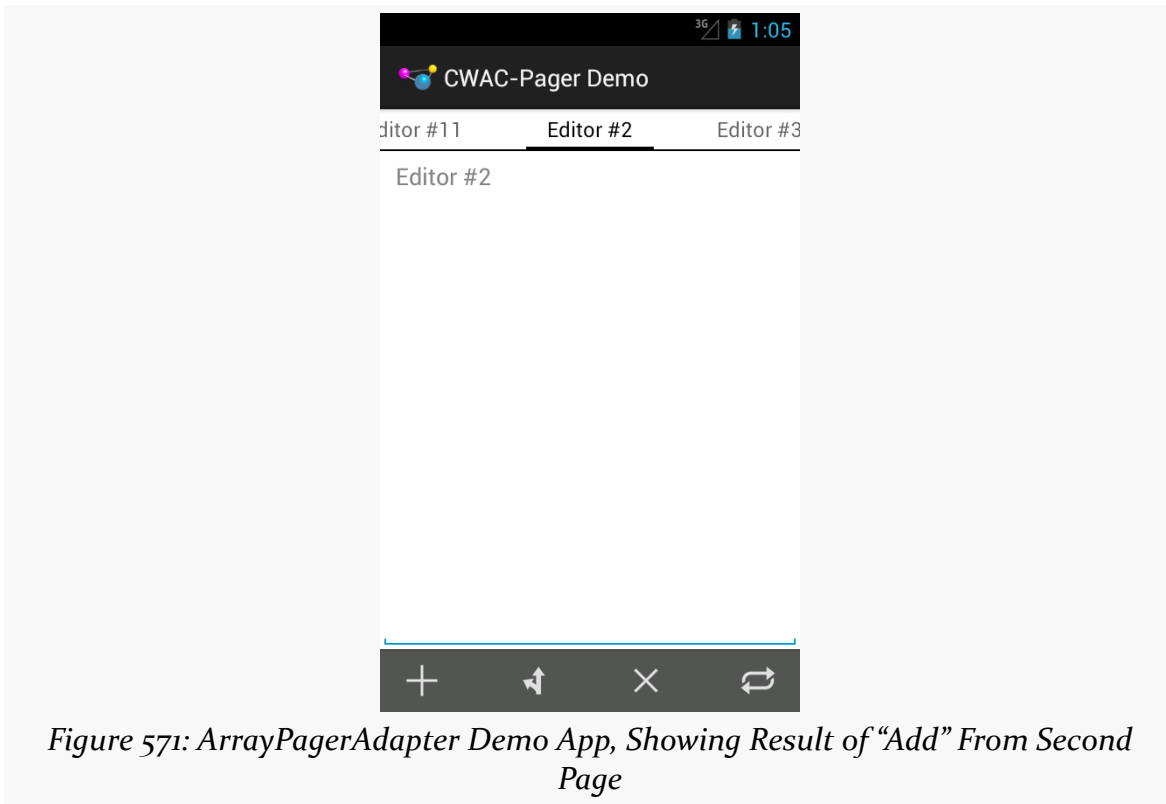 3G 1:05
CWAC-Pager Demo
ditor #11 Editor #2 Editor #3
Editor #2
Figure 571: ArrayPagerAdapter Demo App, Showing Result of “Add” From Second
Page